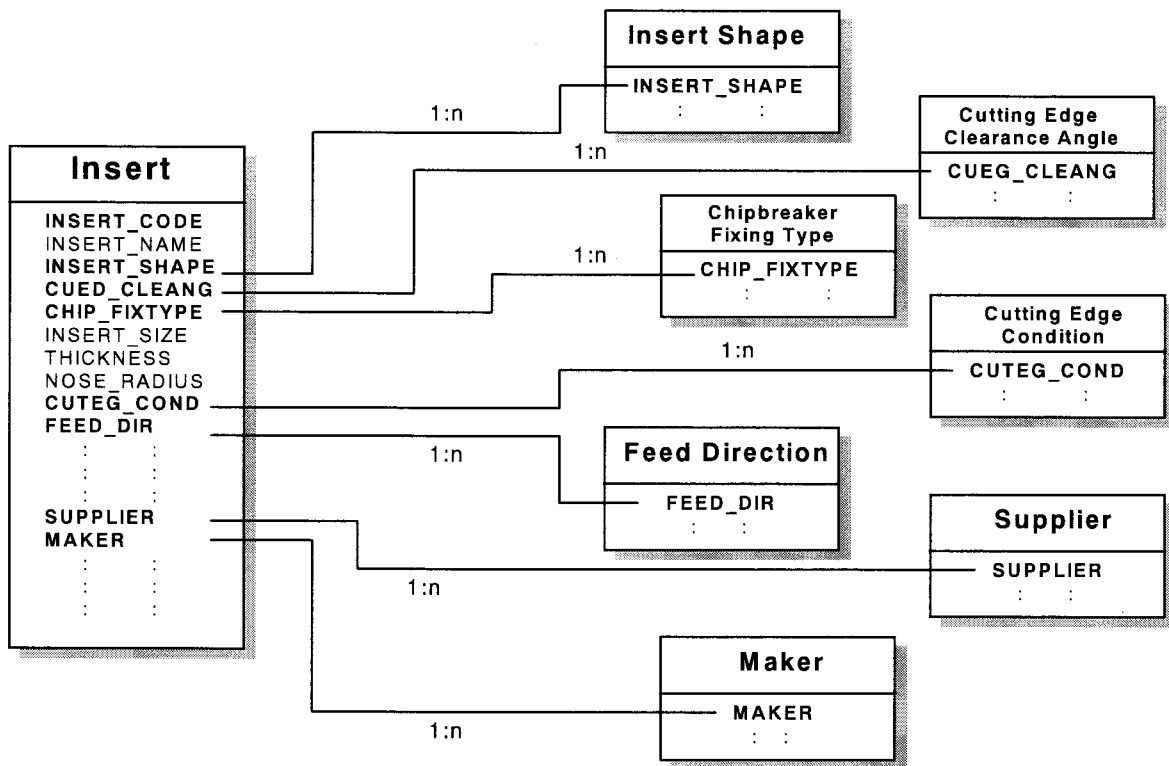 Insert
INSERT_CODE
INSERT_NAME
INSERT_SHAPE
CUED_CLEANG
CHIP_FIXTYPE
INSERT_SIZE
THICKNESS
NOSE_RADIUS
CUTEG_COND
FEED_DIR
: :
: :
: :
SUPPLIER
MAKER
: :
: :
: :
1:n
Insert Shape
INSERT_SHAPE
: :
1:n
Cutting Edge
Clearance Angle
CUEG_CLEANG
: :
1:n
Chipbreaker
Fixing Type
CHIP_FIXTYPE
: :
1:n
Cutting Edge
Condition
CUTEG_COND
: :
1:n
Feed Direction
FEED_DIR
: :
1:n
Supplier
SUPPLIER
: :
1:n
Maker
MAKER
: :